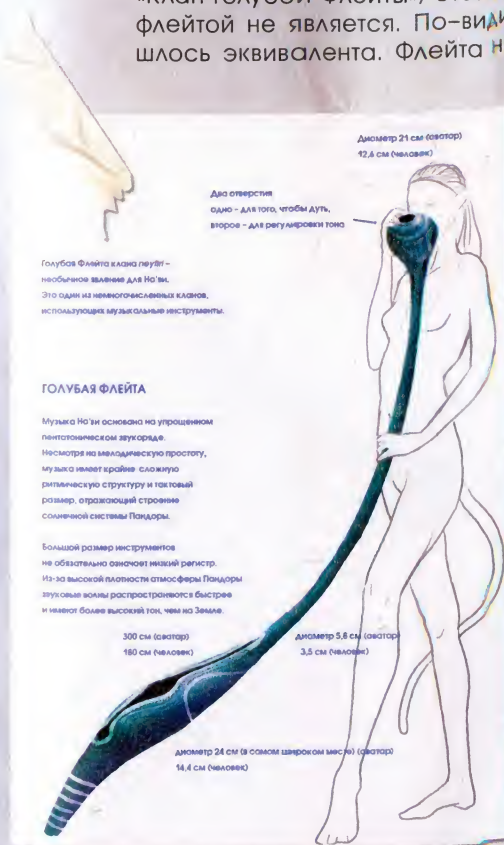 «Клан голубой флейты»,
флейтой не является. По-ви
шлось эквивалента. Флейта н
Диаметр 21 см (аватар)
12,6 см (человек)
Два отверстия
одно – для того, чтобы дуть,
второе – для регулировки тона
Голубая Флейта клана
необычное явление для На'ви.
Это один из немногочисленных кланов,
использующих музыкальные инструменты.
ГОЛУБАЯ ФЛЕЙТА
Музыка На'ви основана на упрощенном
пентатоническом звукоряде.
Несмотря на мелодическую простоту,
музыка имеет крайне сложную
ритмическую структуру и тактовый
размер, отражающий строение
солнечной системы Пандоры.
Большой размер инструментов
не обязательно означает низкий регистр.
Из-за высокой плотности атмосферы Пандоры
звуковые волны распространяются быстрее
и имеют более высокий тон, чем на Земле.
300 см (аватар)
180 см (человек)
диаметр 5,8 см (аватар)
3,5 см (человек)
диаметр 24 см (в самом широком месте) (аватар)
14,4 см (человек)